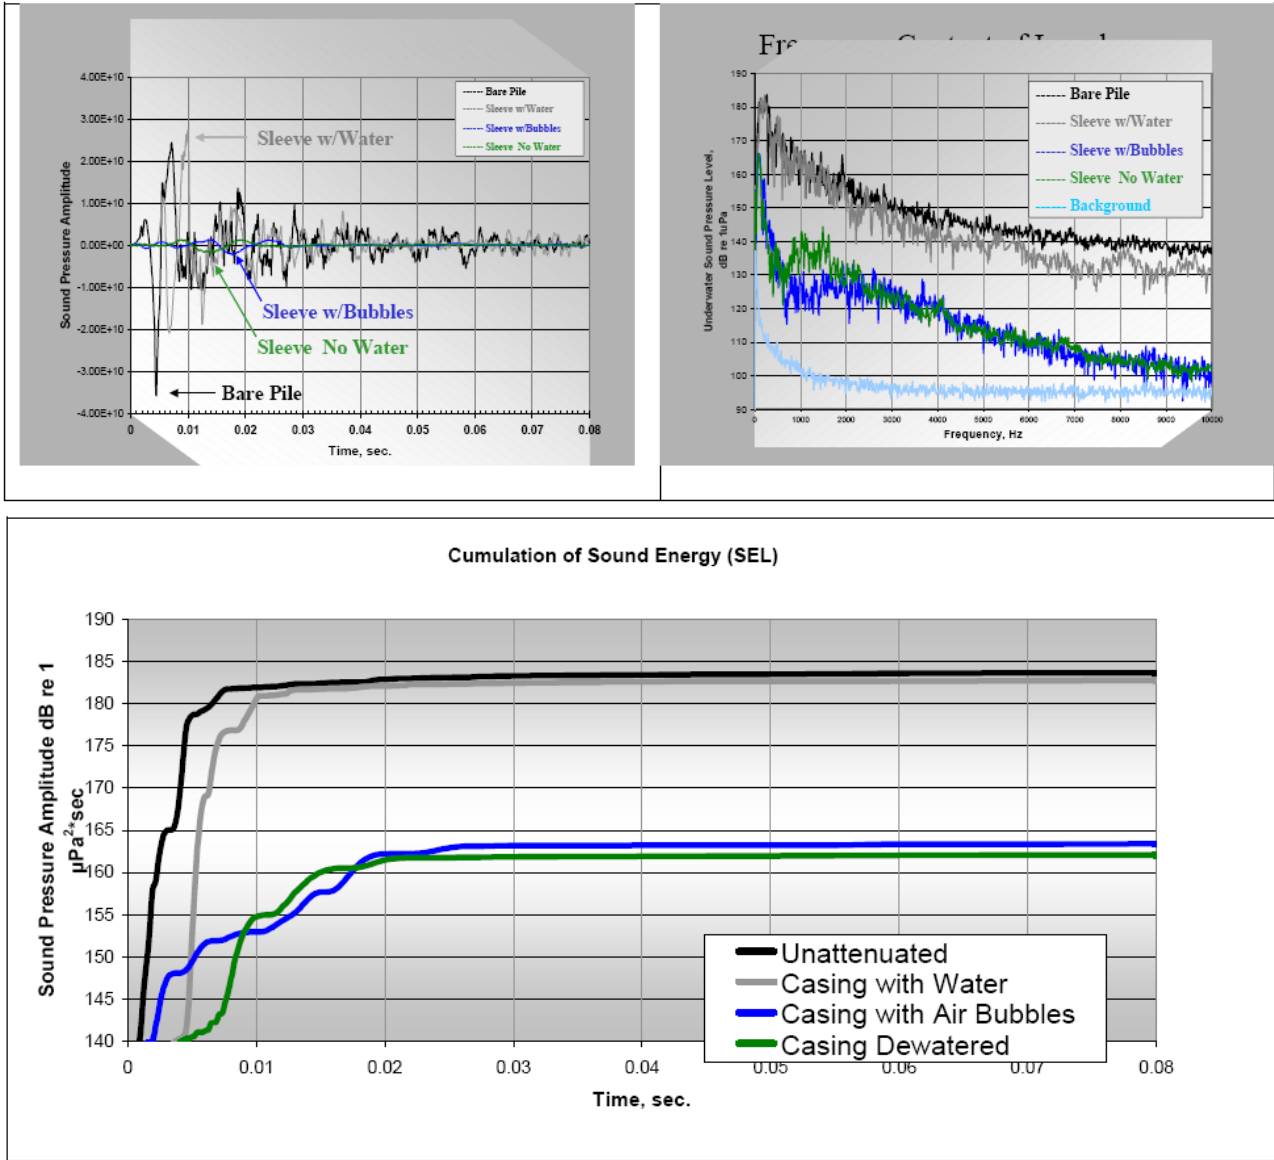 4.00E+10
3.00E+10
2.00E+10
1.00E+10
0.00E+00
-1.00E+10
-2.00E+10
-3.00E+10
-4.00E+10
Sound Pressure Amplitude
0 0.01 0.02 0.03 0.04 0.05 0.06 0.07 0.08
Time, sec.
Bare Pile
Sleeve w/Water
Sleeve w/Bubbles
Sleeve No Water
Sleeve w/Water
Sleeve w/Bubbles
Sleeve No Water
Bare Pile
190
180
170
160
150
140
130
120
110
100
90
Underwater Sound Pressure Level,
dB re 1uPa
0 1000 2000 3000 4000 5000 6000 7000 8000 9000 10000
Frequency, Hz
Bare Pile
Sleeve w/Water
Sleeve w/Bubbles
Sleeve No Water
Background
Cumulation of Sound Energy (SEL)
190
185
180
175
170
165
160
155
150
145
140
Sound Pressure Amplitude dB re 1
µPa²*sec
Unattenuated
Casing with Water
Casing with Air Bubbles
Casing Dewatered
0 0.01 0.02 0.03 0.04 0.05 0.06 0.07 0.08
Time, sec.